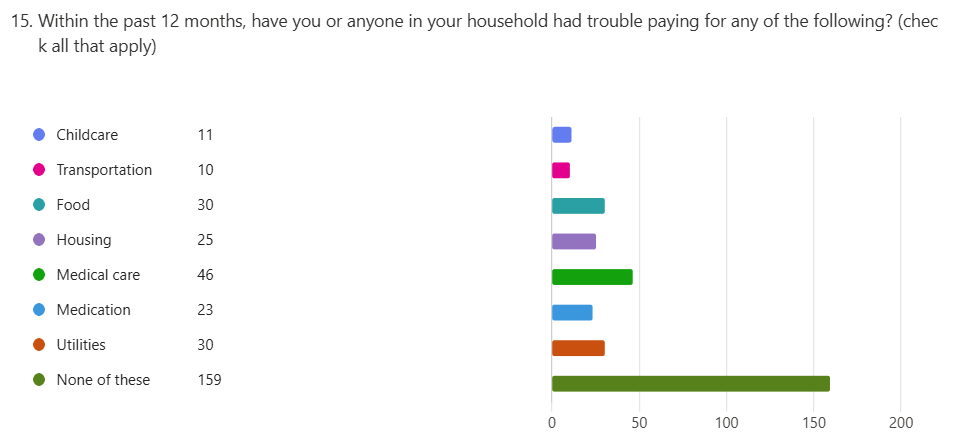 15. Within the past 12 months, have you or anyone in your household had trouble paying for any of the following? (chec
k all that apply)
Childcare 11
Transportation 10
Food 30
Housing 25
Medical care 46
Medication 23
Utilities 30
None of these 159
0 50 100 150 200